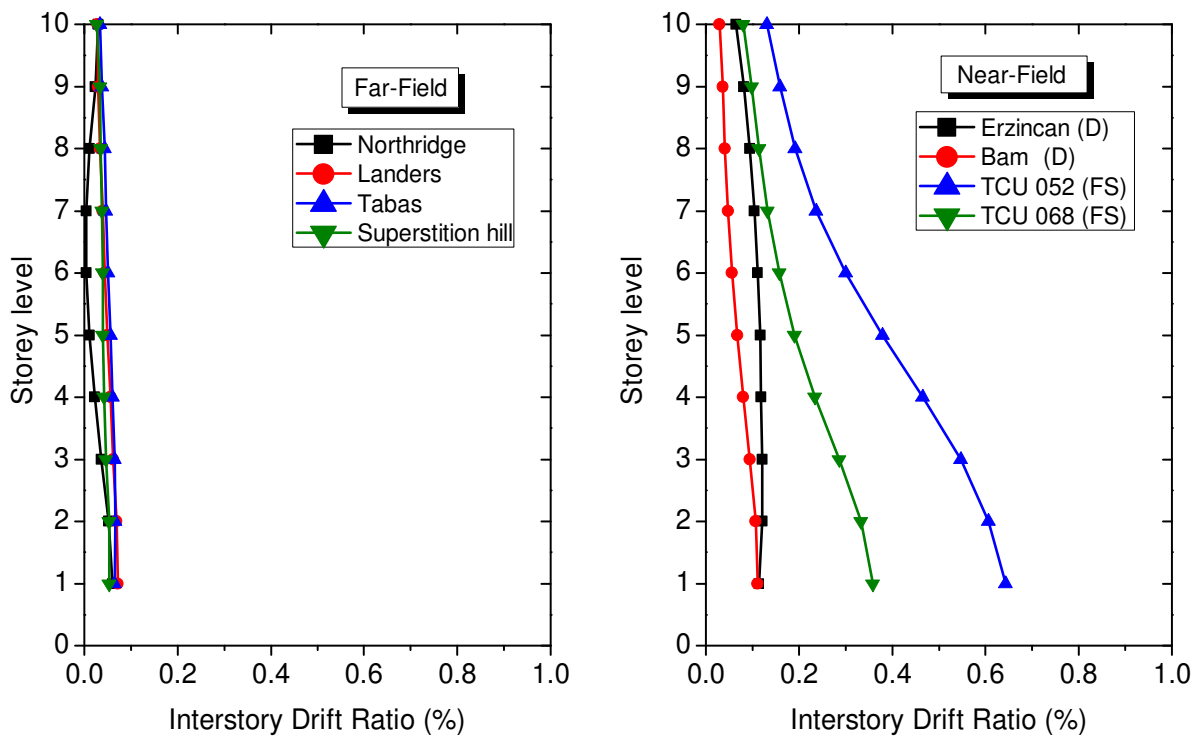 10
9
8
7
6
5
4
3
2
1
0
Storey level
Far-Field
Northridge
Landers
Tabas
Superstition hill
0.0 0.2 0.4 0.6 0.8 1.0
Interstory Drift Ratio (%)
10
9
8
7
6
5
4
3
2
1
0
Storey level
Near-Field
Erzincan (D)
Bam (D)
TCU 052 (FS)
TCU 068 (FS)
0.0 0.2 0.4 0.6 0.8 1.0
Interstory Drift Ratio (%)